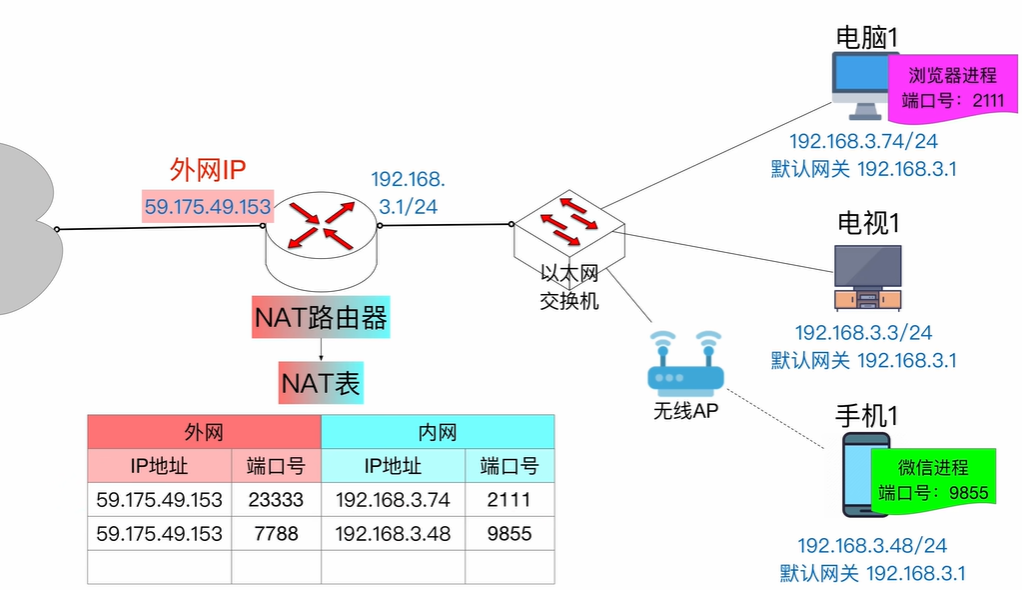 电脑1
浏览器进程
端口号：2111
192.168.3.74/24
默认网关 192.168.3.1
外网IP
59.175.49.153
192.168.
3.1/24
以太网
交换机
电视1
192.168.3.3/24
默认网关 192.168.3.1
NAT路由器
NAT表
无线AP
手机1
微信进程
端口号：9855
192.168.3.48/24
默认网关 192.168.3.1
外网 内网
IP地址 端口号 IP地址 端口号
59.175.49.153 23333 192.168.3.74 2111
59.175.49.153 7788 192.168.3.48 9855